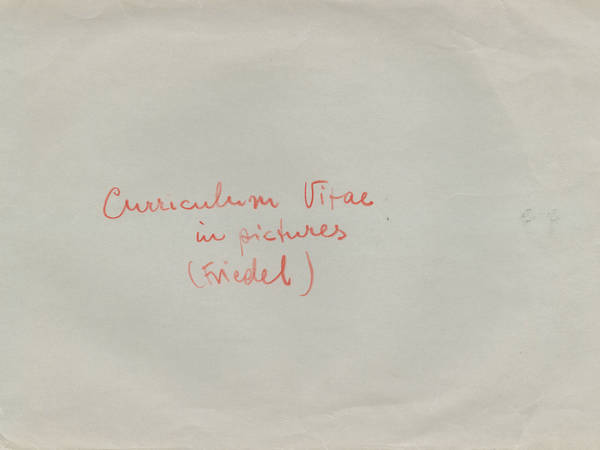 Curriculum Vitae
in pictures
(Friedel)